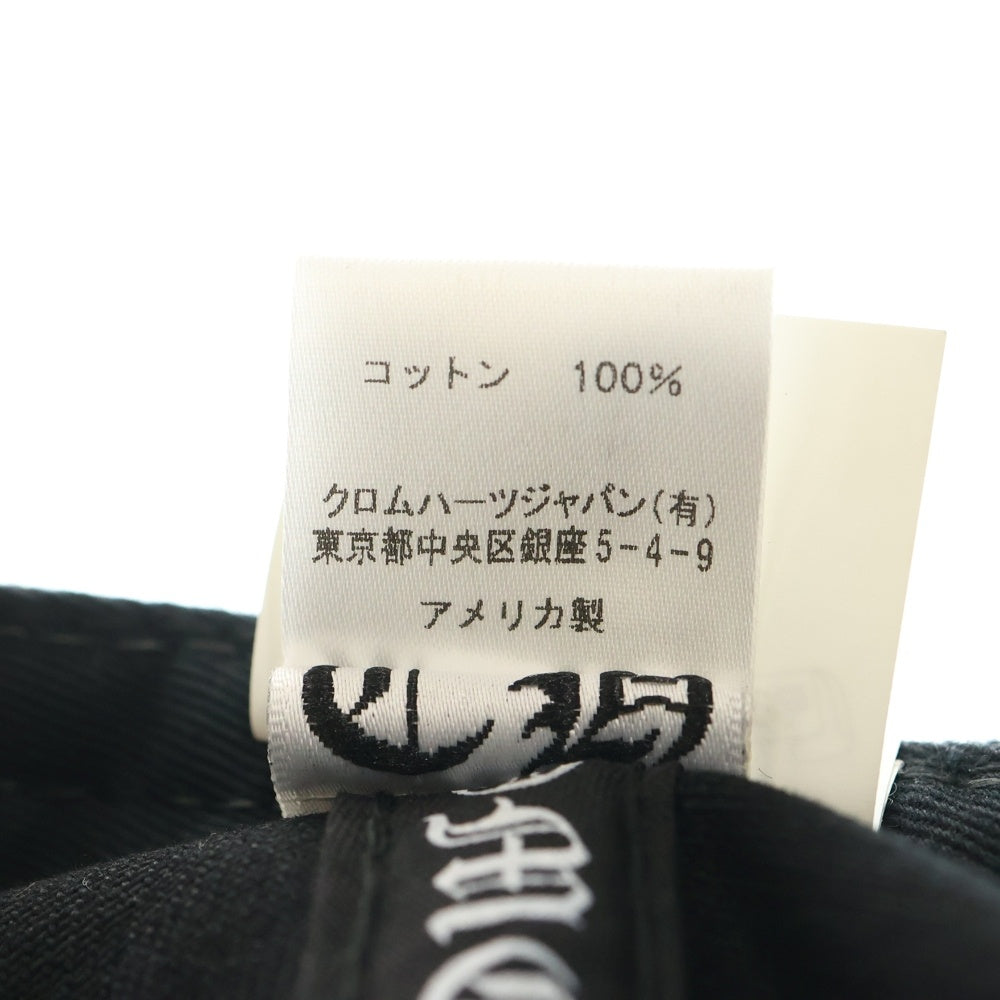 コットン 100%
クロムハーツジャパン(有)
東京都中央区銀座5-4-9
アメリカ製